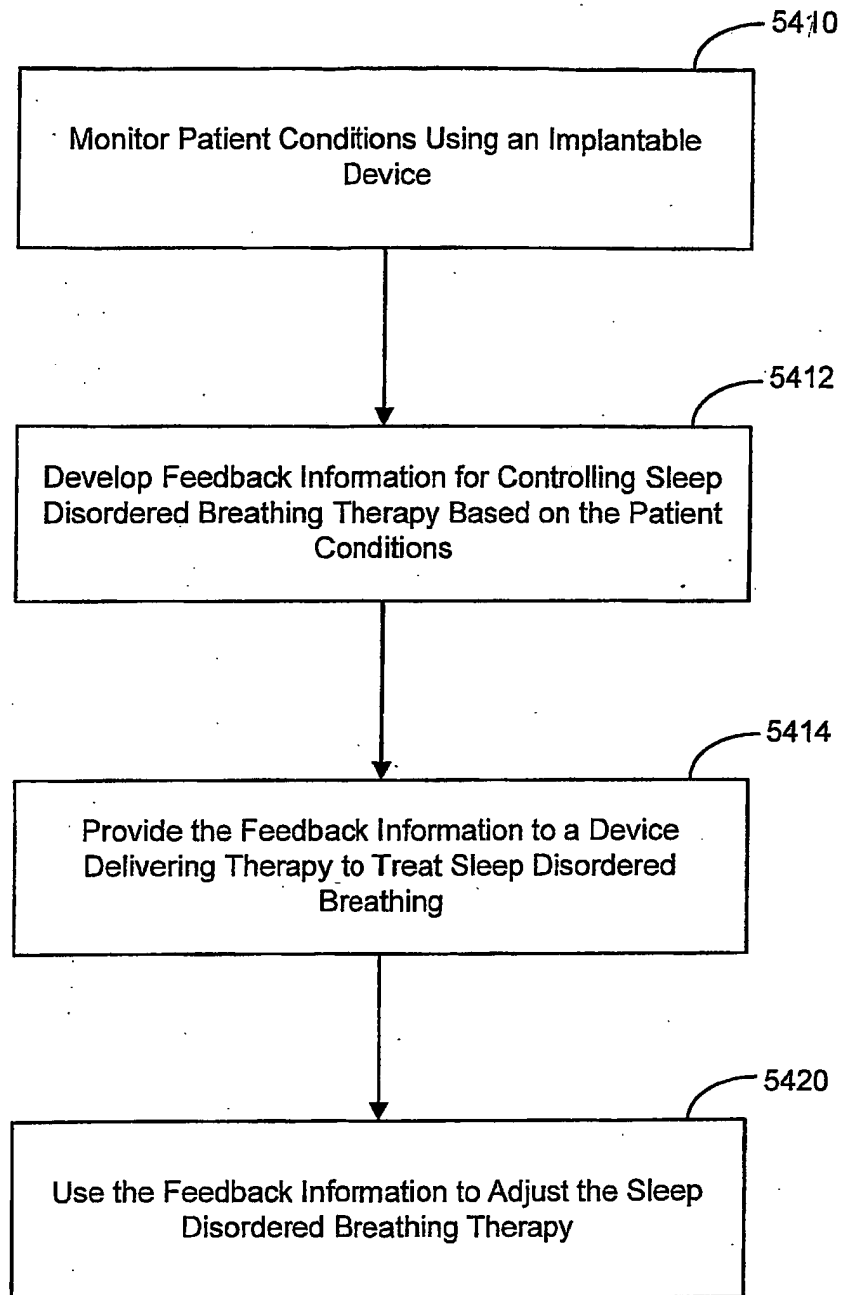 5410
Monitor Patient Conditions Using an Implantable
Device
5412
Develop Feedback Information for Controlling Sleep
Disordered Breathing Therapy Based on the Patient
Conditions
5414
Provide the Feedback Information to a Device
Delivering Therapy to Treat Sleep Disordered
Breathing
5420
Use the Feedback Information to Adjust the Sleep
Disordered Breathing Therapy